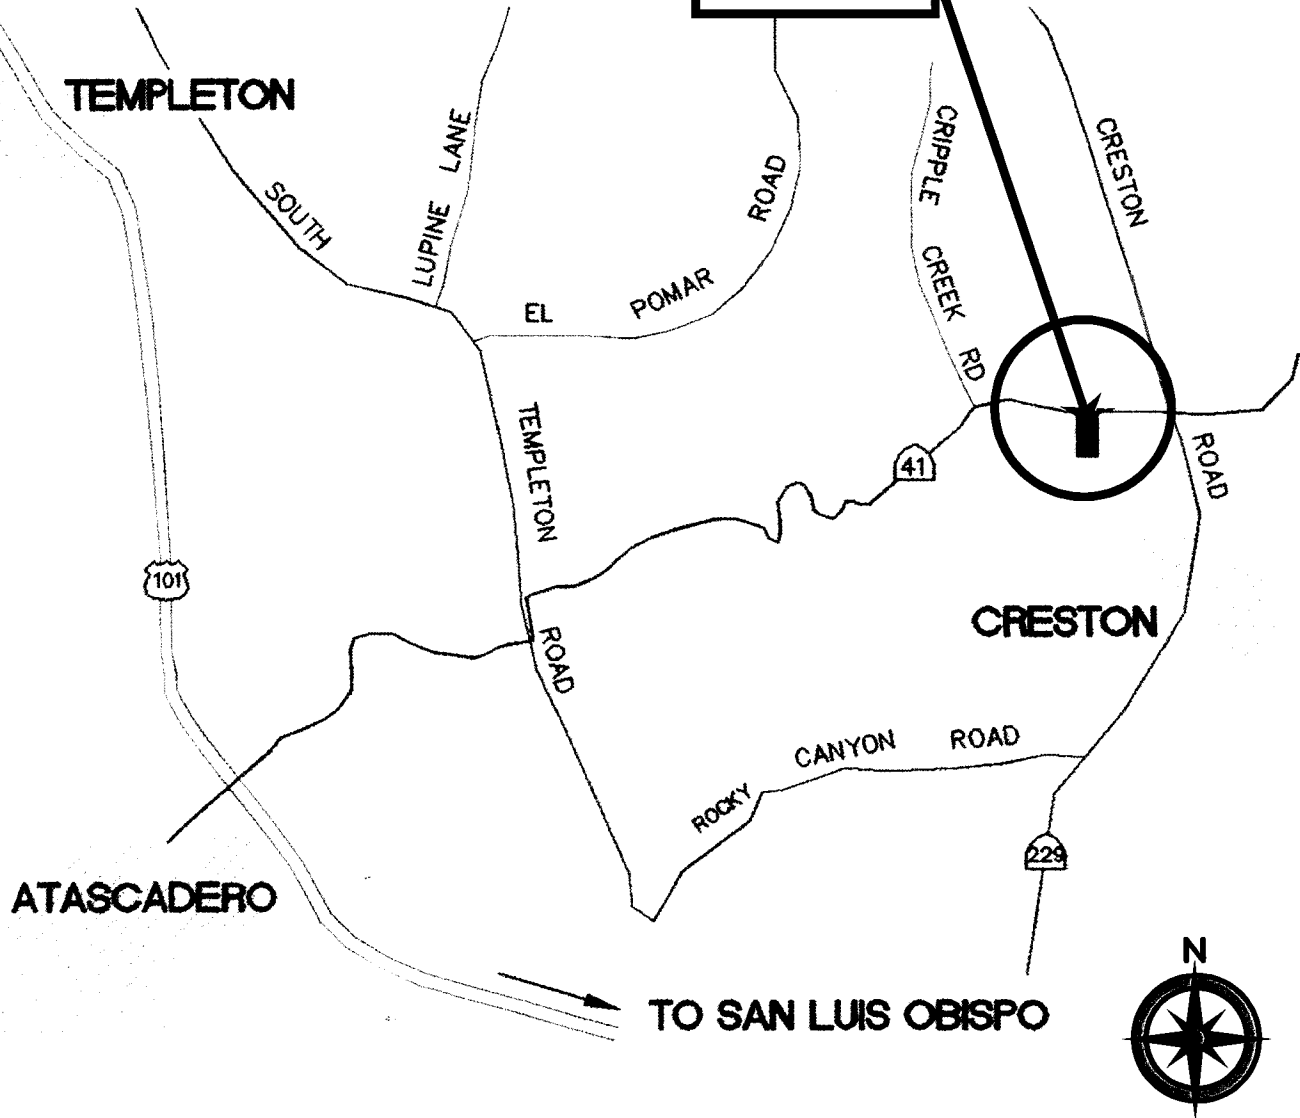 TEMPLETON
SOUTH
LUPINE LANE
EL POMAR ROAD
CRIPPLE CREEK RD
CRESTON
ROAD
TEMPLETON
ROAD
41
101
CRESTON
ROCKY CANYON ROAD
229
ATASCADERO
TO SAN LUIS OBISPO
N